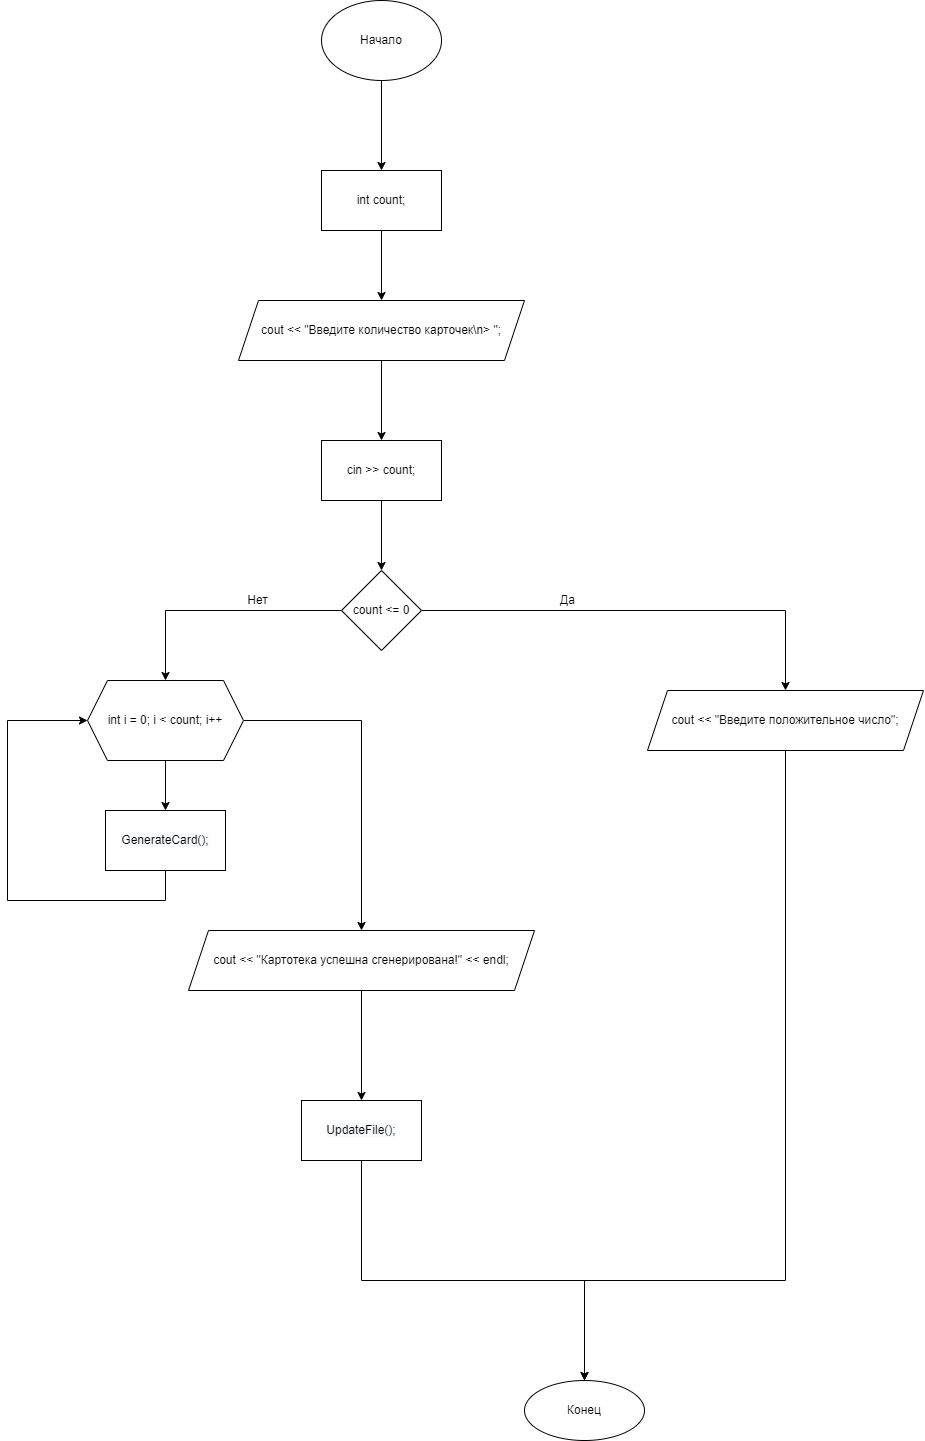 Начало
int count;
cout << "Введите количество карточек\n> ";
cin >> count;
count <= 0
Нет
Да
int i = 0; i < count; i++
cout << "Введите положительное число";
GenerateCard();
cout << "Картотека успешна сгенерирована!" << endl;
UpdateFile();
Конец